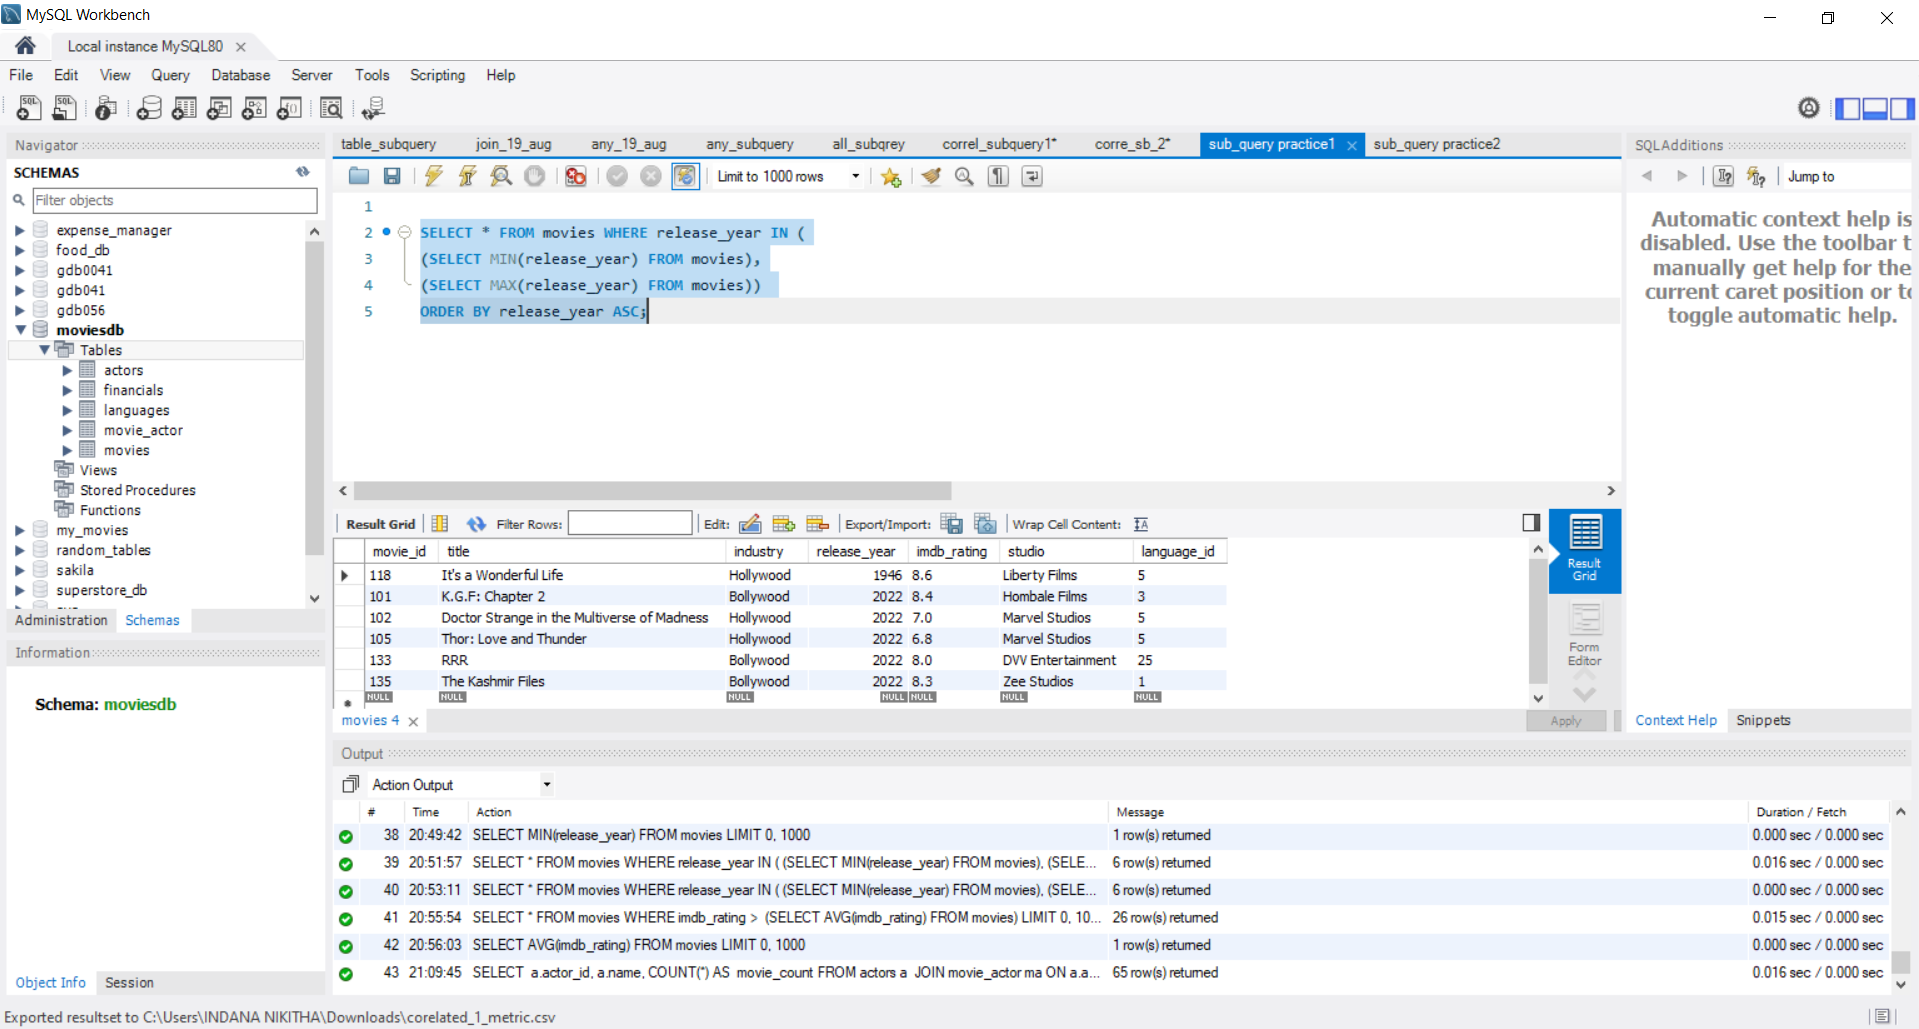 MySQL Workbench
Local instance MySQL80
File Edit View Query Database Server Tools Scripting Help
Navigator
SCHEMAS
Filter objects
expense_manager
food_db
gdb0041
gdb041
gdb056
moviesdb
Tables
actors
financials
languages
movie_actor
movies
Views
Stored Procedures
Functions
my_movies
random_tables
sakila
superstore_db
Administration Schemas
Information
Schema: moviesdb
Object Info Session
table_subquery join_19_aug any_19_aug any_subquery all_subqrey correl_subquery1* corre_sb_2* sub_query practice1 sub_query practice2
Limit to 1000 rows
1
2 SELECT * FROM movies WHERE release_year IN (
3 (SELECT MIN(release_year) FROM movies),
4 (SELECT MAX(release_year) FROM movies))
5 ORDER BY release_year ASC;
Result Grid Filter Rows: Edit: Export/Import: Wrap Cell Content:
movie_id title industry release_year imdb_rating studio language_id
118 It's a Wonderful Life Hollywood 1946 8.6 Liberty Films 5
101 K.G.F: Chapter 2 Bollywood 2022 8.4 Hombale Films 3
102 Doctor Strange in the Multiverse of Madness Hollywood 2022 7.0 Marvel Studios 5
105 Thor: Love and Thunder Hollywood 2022 6.8 Marvel Studios 5
133 RRR Bollywood 2022 8.0 DVV Entertainment 25
135 The Kashmir Files Bollywood 2022 8.3 Zee Studios 1
NULL NULL NULL NULL NULL NULL NULL
Result
Grid
Form
Editor
movies 4
Apply
SQLAdditions
Jump to
Automatic context help is
disabled. Use the toolbar t
manually get help for the
current caret position or to
toggle automatic help.
Context Help Snippets
Output
Action Output
# Time Action Message Duration / Fetch
38 20:49:42 SELECT MIN(release_year) FROM movies LIMIT 0, 1000 1 row(s) returned 0.000 sec / 0.000 sec
39 20:51:57 SELECT * FROM movies WHERE release_year IN ( (SELECT MIN(release_year) FROM movies), (SELE... 6 row(s) returned 0.016 sec / 0.000 sec
40 20:53:11 SELECT * FROM movies WHERE release_year IN ( (SELECT MIN(release_year) FROM movies), (SELE... 6 row(s) returned 0.000 sec / 0.000 sec
41 20:55:54 SELECT * FROM movies WHERE imdb_rating > (SELECT AVG(imdb_rating) FROM movies) LIMIT 0, 10... 26 row(s) returned 0.015 sec / 0.000 sec
42 20:56:03 SELECT AVG(imdb_rating) FROM movies LIMIT 0, 1000 1 row(s) returned 0.000 sec / 0.000 sec
43 21:09:45 SELECT a.actor_id, a.name, COUNT(*) AS movie_count FROM actors a JOIN movie_actor ma ON a.a... 65 row(s) returned 0.016 sec / 0.000 sec
Exported resultset to C:\Users\INDANA NIKITHA\Downloads\corelated_1_metric.csv